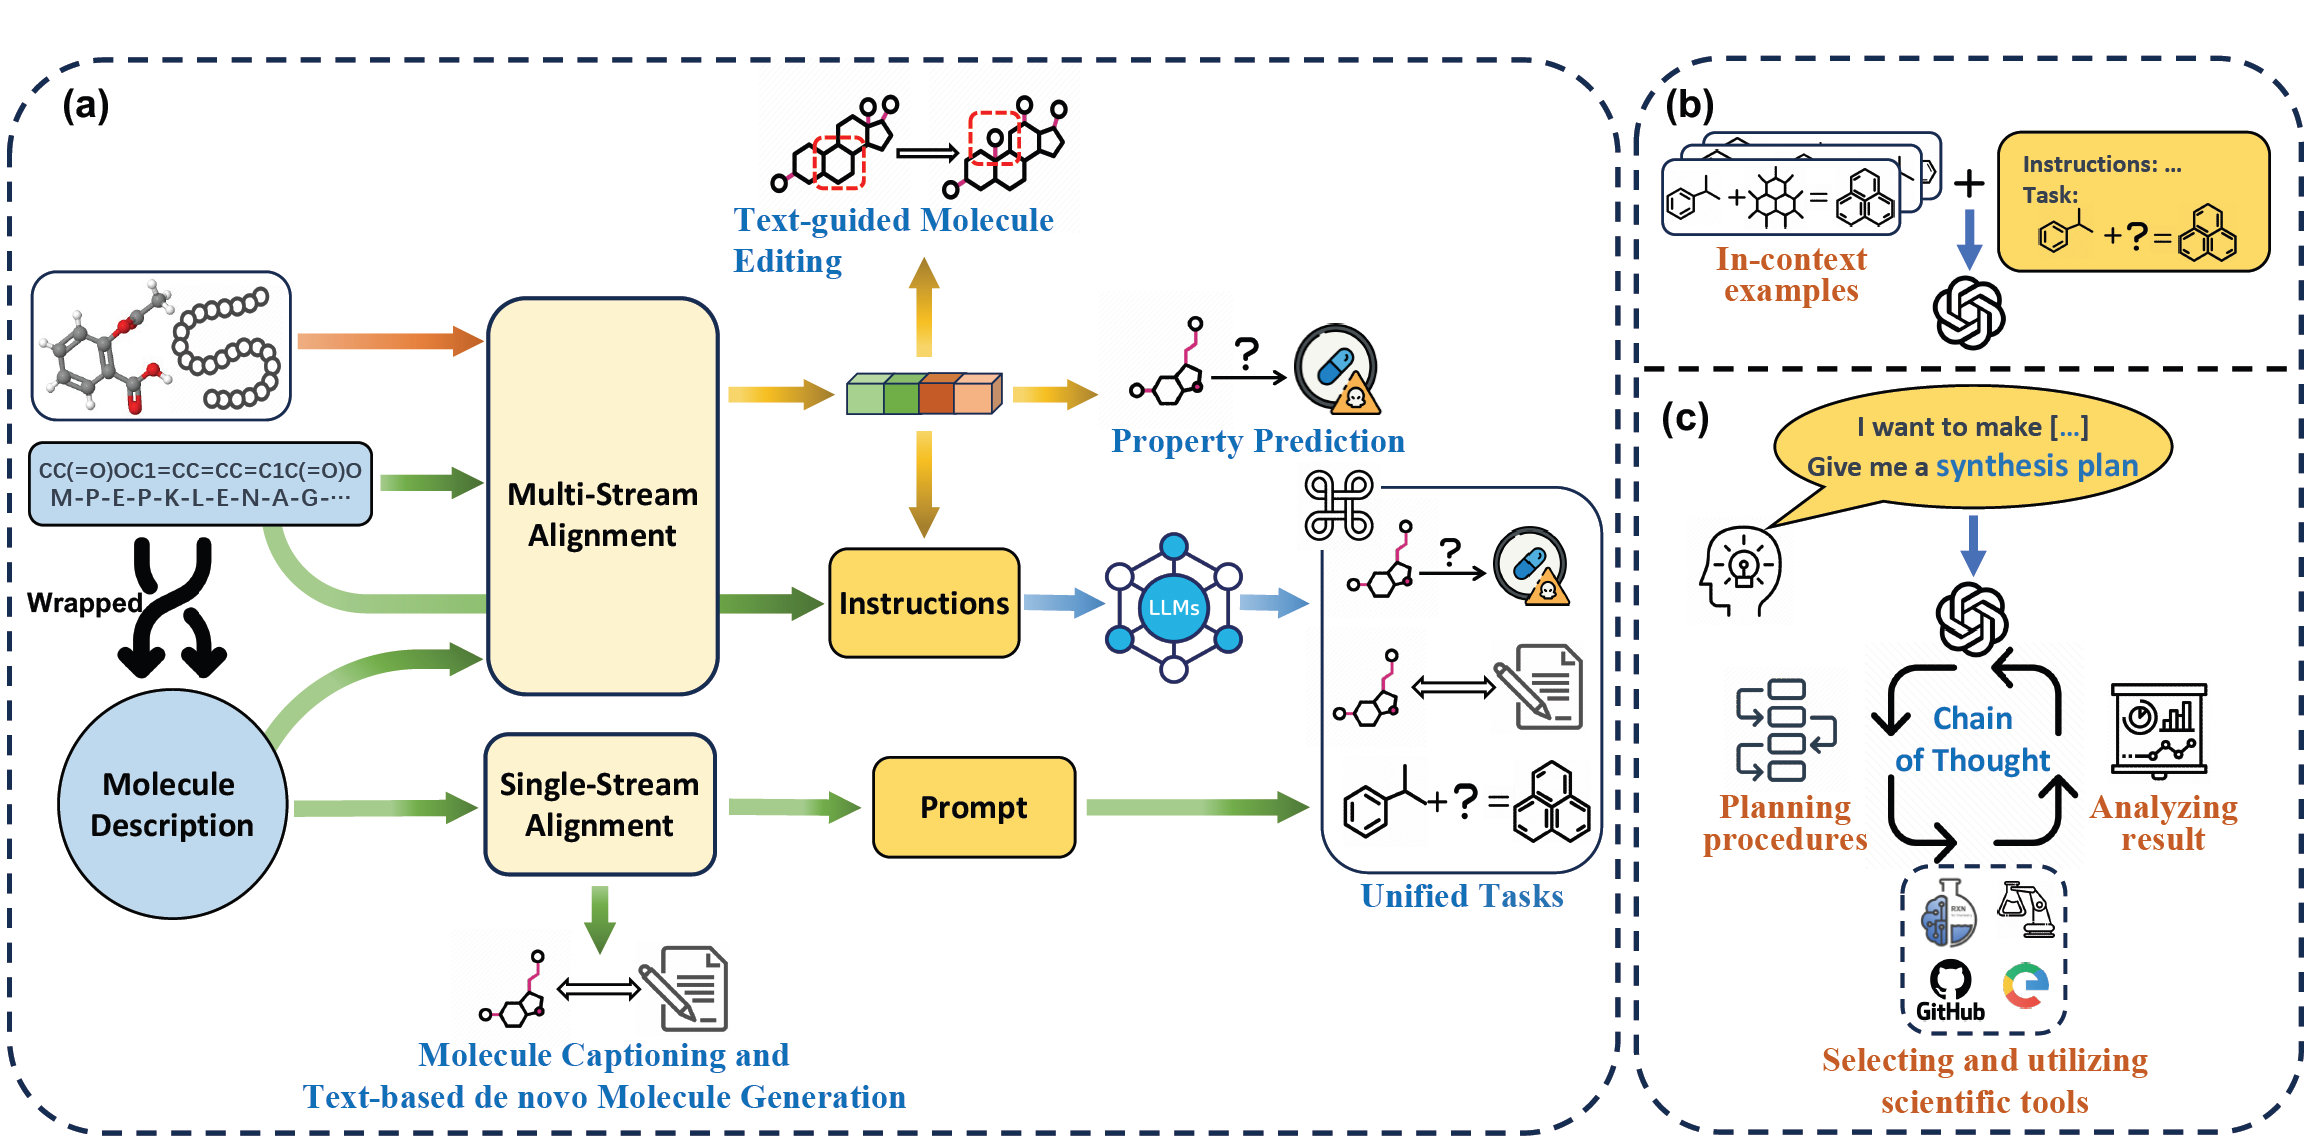 (a)
Text-guided Molecule
Editing
CC(=O)OC1=CC=CC=C1C(=O)O
M-P-E-P-K-L-E-N-A-G-···
Wrapped
Molecule
Description
Multi-Stream
Alignment
Single-Stream
Alignment
?
Property Prediction
Instructions
LLMs
Prompt
?
+ ? =
Unified Tasks
Molecule Captioning and
Text-based de novo Molecule Generation
(b)
+ =
In-context
examples
+
Instructions: ...
Task:
+ ? =
(c)
I want to make [...]
Give me a synthesis plan
Chain
of Thought
Planning
procedures
Analyzing
result
RXN
GitHub
Selecting and utilizing
scientific tools